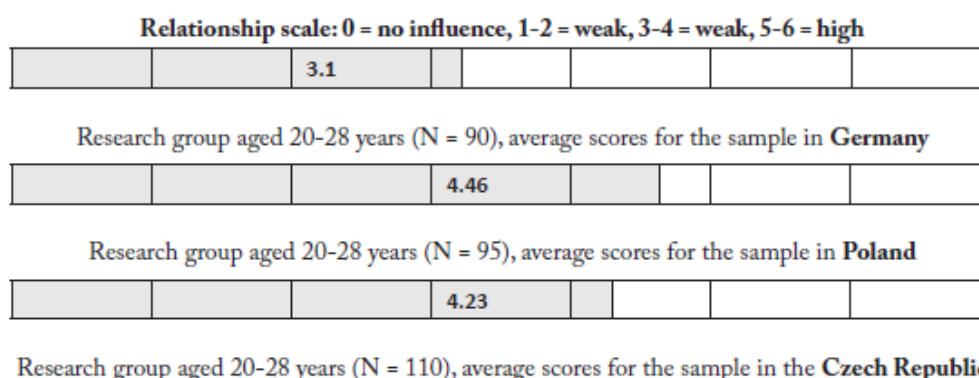 Relationship scale: 0 = no influence, 1-2 = weak, 3-4 = weak, 5-6 = high
3.1
Research group aged 20-28 years (N = 90), average scores for the sample in Germany
4.46
Research group aged 20-28 years (N = 95), average scores for the sample in Poland
4.23
Research group aged 20-28 years (N = 110), average scores for the sample in the Czech Republi